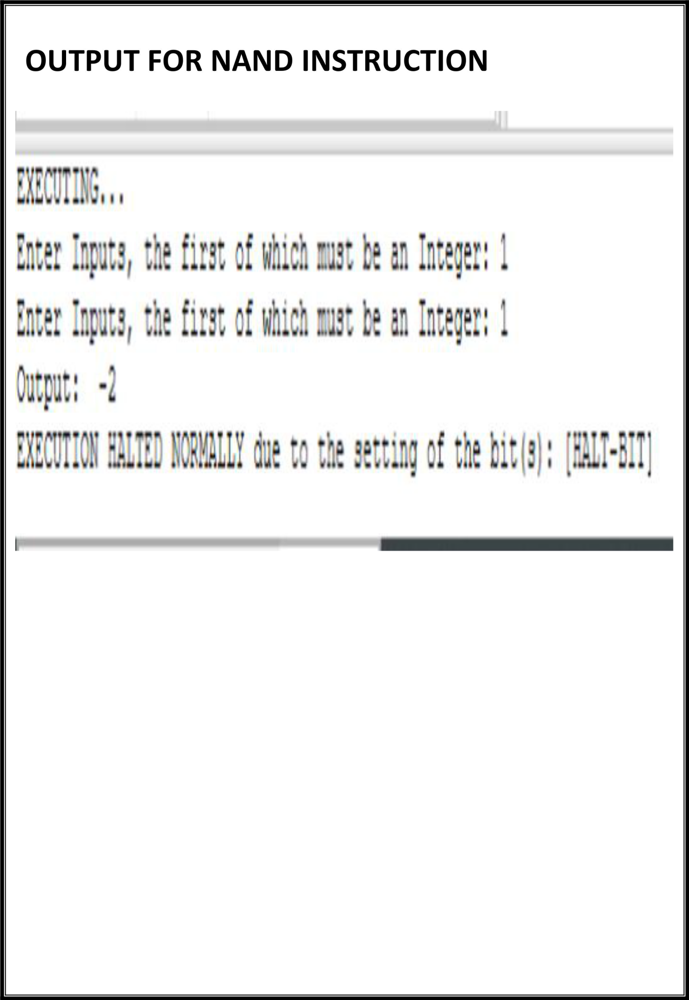 OUTPUT FOR NAND INSTRUCTION
EXECUTING...
Enter Inputs, the first of which must be an Integer: 1
Enter Inputs, the first of which must be an Integer: 1
Output:  -2
EXECUTION HALTED NORMALLY due to the setting of the bit(s): [HALT-BIT]